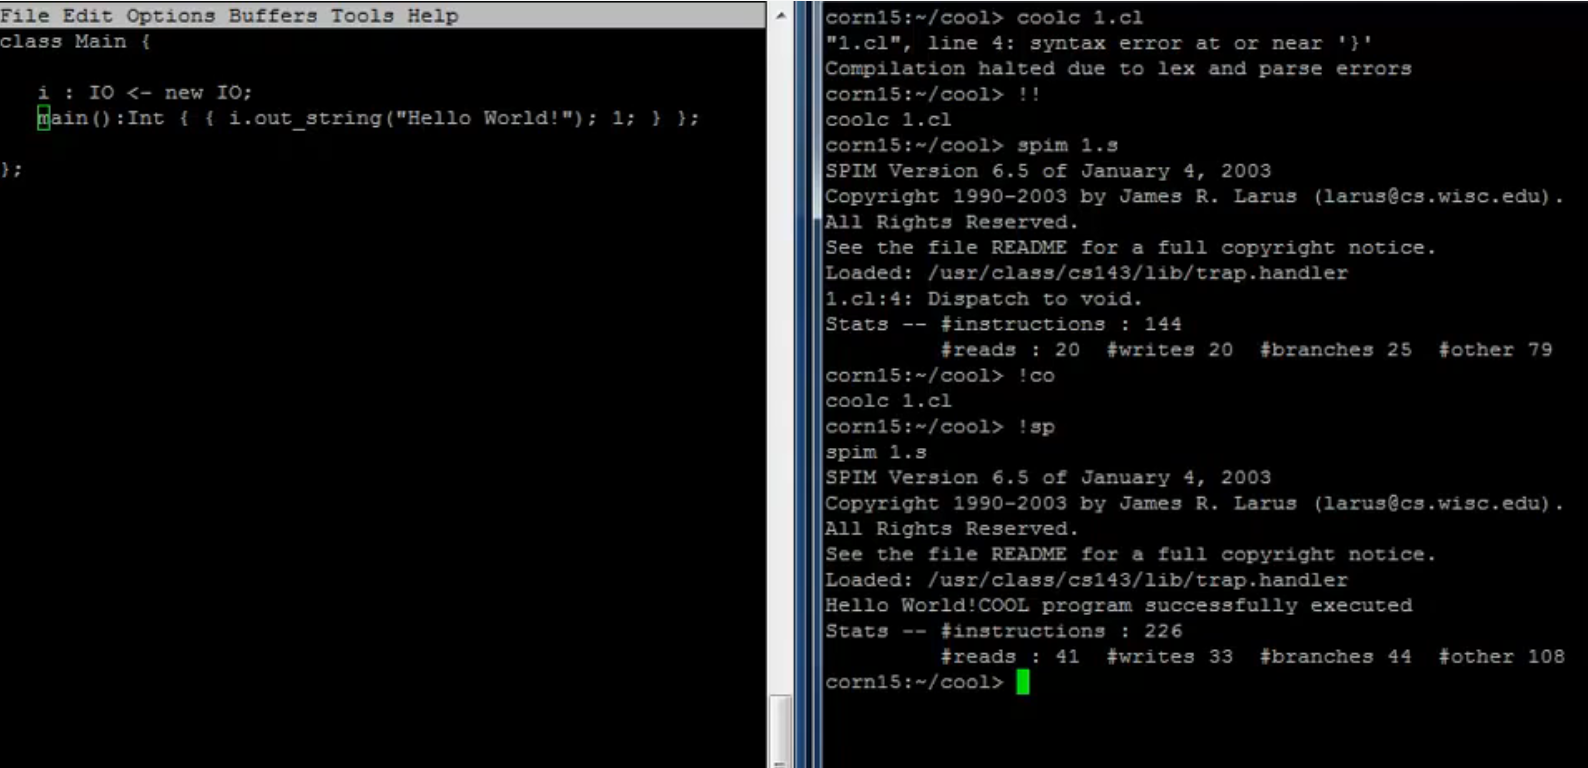 File Edit Options Buffers Tools Help
class Main {
i : IO <- new IO;
main():Int { { i.out_string("Hello World!"); 1; } };
};
corn15:~/cool> coolc 1.cl
"1.cl", line 4: syntax error at or near '}'
Compilation halted due to lex and parse errors
corn15:~/cool> !!
coolc 1.cl
corn15:~/cool> spim 1.s
SPIM Version 6.5 of January 4, 2003
Copyright 1990-2003 by James R. Larus (larus@cs.wisc.edu).
All Rights Reserved.
See the file README for a full copyright notice.
Loaded: /usr/class/cs143/lib/trap.handler
1.cl:4: Dispatch to void.
Stats -- #instructions : 144
#reads : 20  #writes 20  #branches 25  #other 79
corn15:~/cool> !co
coolc 1.cl
corn15:~/cool> !sp
spim 1.s
SPIM Version 6.5 of January 4, 2003
Copyright 1990-2003 by James R. Larus (larus@cs.wisc.edu).
All Rights Reserved.
See the file README for a full copyright notice.
Loaded: /usr/class/cs143/lib/trap.handler
Hello World!COOL program successfully executed
Stats -- #instructions : 226
#reads : 41  #writes 33  #branches 44  #other 108
corn15:~/cool>